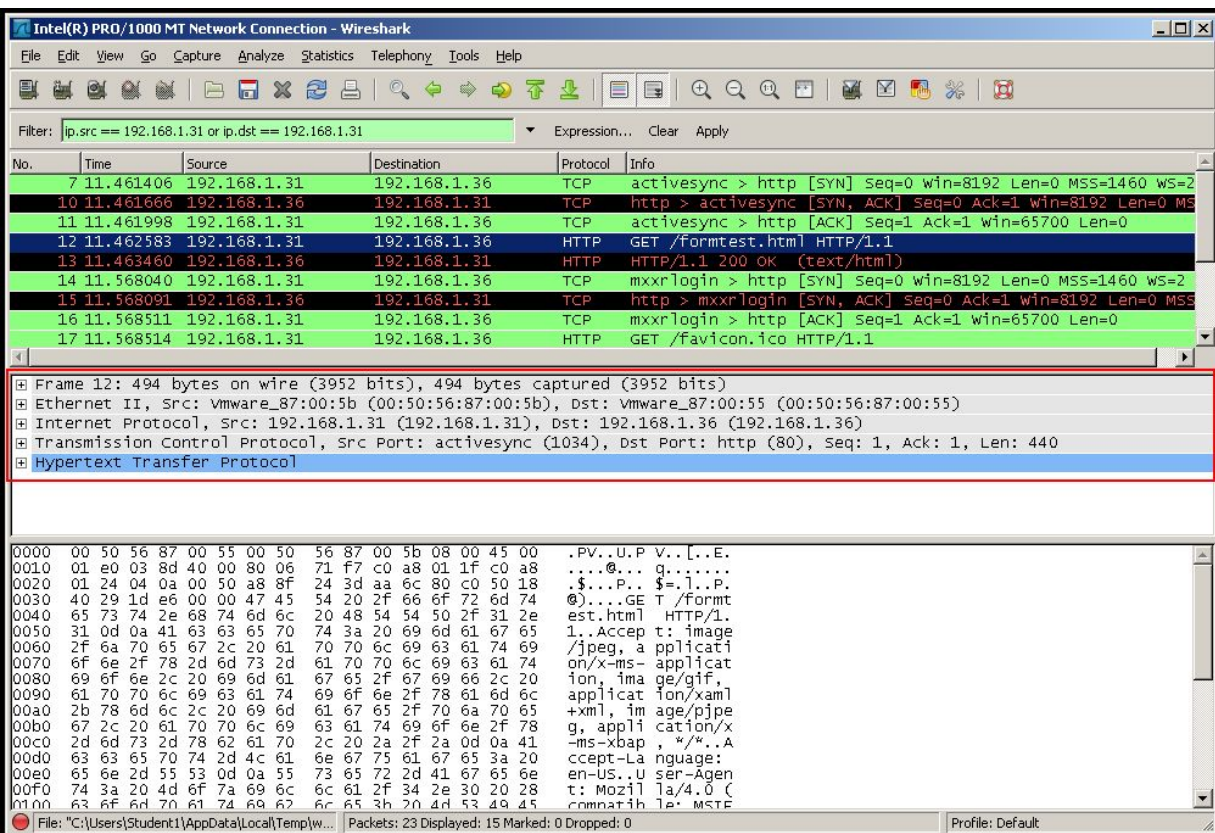 Intel(R) PRO/1000 MT Network Connection - Wireshark
File Edit View Go Capture Analyze Statistics Telephony Tools Help
Filter: ip.src == 192.168.1.31 or ip.dst == 192.168.1.31 Expression... Clear Apply
No. Time Source Destination Protocol Info
7 11.461406 192.168.1.31 192.168.1.36 TCP activesync > http [SYN] Seq=0 Win=8192 Len=0 MSS=1460 WS=2
10 11.461666 192.168.1.36 192.168.1.31 TCP http > activesync [SYN, ACK] Seq=0 Ack=1 Win=8192 Len=0 MS
11 11.461998 192.168.1.31 192.168.1.36 TCP activesync > http [ACK] Seq=1 Ack=1 Win=65700 Len=0
12 11.462583 192.168.1.31 192.168.1.36 HTTP GET /formtest.html HTTP/1.1
13 11.463460 192.168.1.36 192.168.1.31 HTTP HTTP/1.1 200 OK (text/html)
14 11.568040 192.168.1.31 192.168.1.36 TCP mxxrlogin > http [SYN] Seq=0 Win=8192 Len=0 MSS=1460 WS=2
15 11.568091 192.168.1.36 192.168.1.31 TCP http > mxxrlogin [SYN, ACK] Seq=0 Ack=1 Win=8192 Len=0 MSS
16 11.568511 192.168.1.31 192.168.1.36 TCP mxxrlogin > http [ACK] Seq=1 Ack=1 Win=65700 Len=0
17 11.568514 192.168.1.31 192.168.1.36 HTTP GET /favicon.ico HTTP/1.1
Frame 12: 494 bytes on wire (3952 bits), 494 bytes captured (3952 bits)
Ethernet II, Src: Vmware_87:00:5b (00:50:56:87:00:5b), Dst: Vmware_87:00:55 (00:50:56:87:00:55)
Internet Protocol, Src: 192.168.1.31 (192.168.1.31), Dst: 192.168.1.36 (192.168.1.36)
Transmission Control Protocol, Src Port: activesync (1034), Dst Port: http (80), Seq: 1, Ack: 1, Len: 440
Hypertext Transfer Protocol
0000 00 50 56 87 00 55 00 50 56 87 00 5b 08 00 45 00 .PV..U.P V..[..E.
0010 01 e0 03 8d 40 00 80 06 71 f7 c0 a8 01 1f c0 a8 ....@... q.......
0020 01 24 04 0a 00 50 a8 8f 24 3d aa 6c 80 c0 50 18 .$...P.. $=.l..P.
0030 40 29 1d e6 00 00 47 45 54 20 2f 66 6f 72 6d 74 @)....GE T /formt
0040 65 73 74 2e 68 74 6d 6c 20 48 54 54 50 2f 31 2e est.html HTTP/1.
0050 31 0d 0a 41 63 63 65 70 74 3a 20 69 6d 61 67 65 1..Accep t: image
0060 2f 6a 70 65 67 2c 20 61 70 70 6c 69 63 61 74 69 /jpeg, a pplicati
0070 6f 6e 2f 78 2d 6d 73 2d 61 70 70 6c 69 63 61 74 on/x-ms- applicat
0080 69 6f 6e 2c 20 69 6d 61 67 65 2f 67 69 66 2c 20 ion, ima ge/gif,
0090 61 70 70 6c 69 63 61 74 69 6f 6e 2f 78 61 6d 6c applicat ion/xaml
00a0 2b 78 6d 6c 2c 20 69 6d 61 67 65 2f 70 6a 70 65 +xml, im age/pjpe
00b0 67 2c 20 61 70 70 6c 69 63 61 74 69 6f 6e 2f 78 g, appli cation/x
00c0 2d 6d 73 2d 78 62 61 70 2c 20 2a 2f 2a 0d 0a 41 -ms-xbap , */*..A
00d0 63 63 65 70 74 2d 4c 61 6e 67 75 61 67 65 3a 20 ccept-La nguage:
00e0 65 6e 2d 55 53 0d 0a 55 73 65 72 2d 41 67 65 6e en-US..U ser-Agen
00f0 74 3a 20 4d 6f 7a 69 6c 6c 61 2f 34 2e 30 20 28 t: Mozil la/4.0 (
0100 63 6f 6d 70 61 74 69 62 6c 65 3b 20 4d 53 49 45 compatib le; MSIE
File: "C:\Users\Student1\AppData\Local\Temp\w... Packets: 23 Displayed: 15 Marked: 0 Dropped: 0 Profile: Default